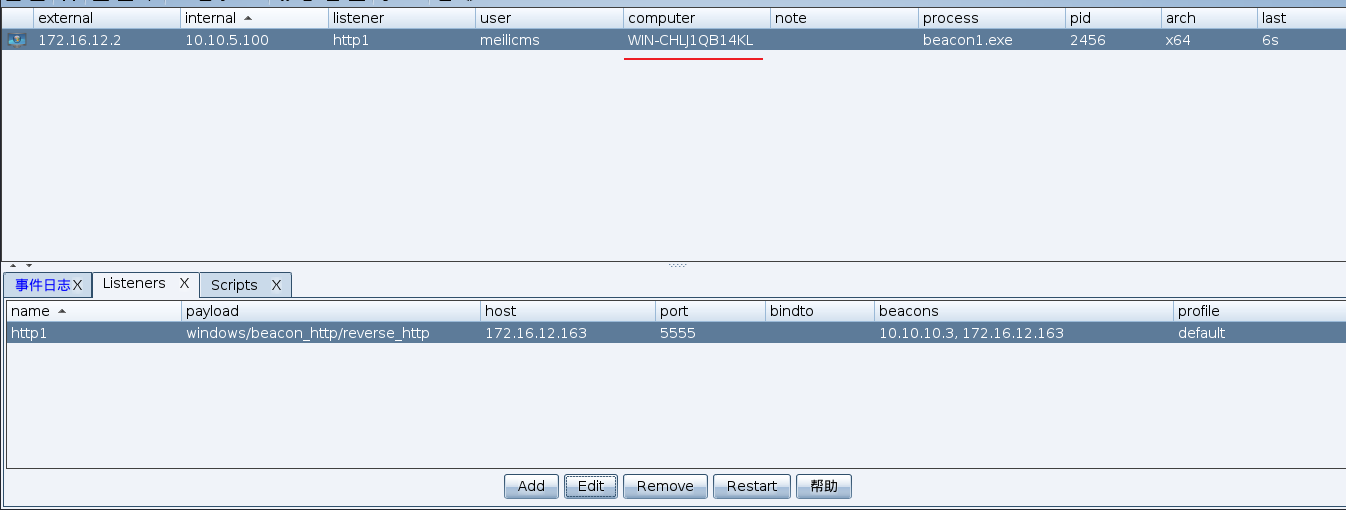 external internal listener user computer note process pid arch last
172.16.12.2 10.10.5.100 http1 meilicms WIN-CHLJ1QB14KL beacon1.exe 2456 x64 6s
事件日志 X Listeners X Scripts X
name payload host port bindto beacons profile
http1 windows/beacon_http/reverse_http 172.16.12.163 5555 10.10.10.3, 172.16.12.163 default
Add Edit Remove Restart 帮助